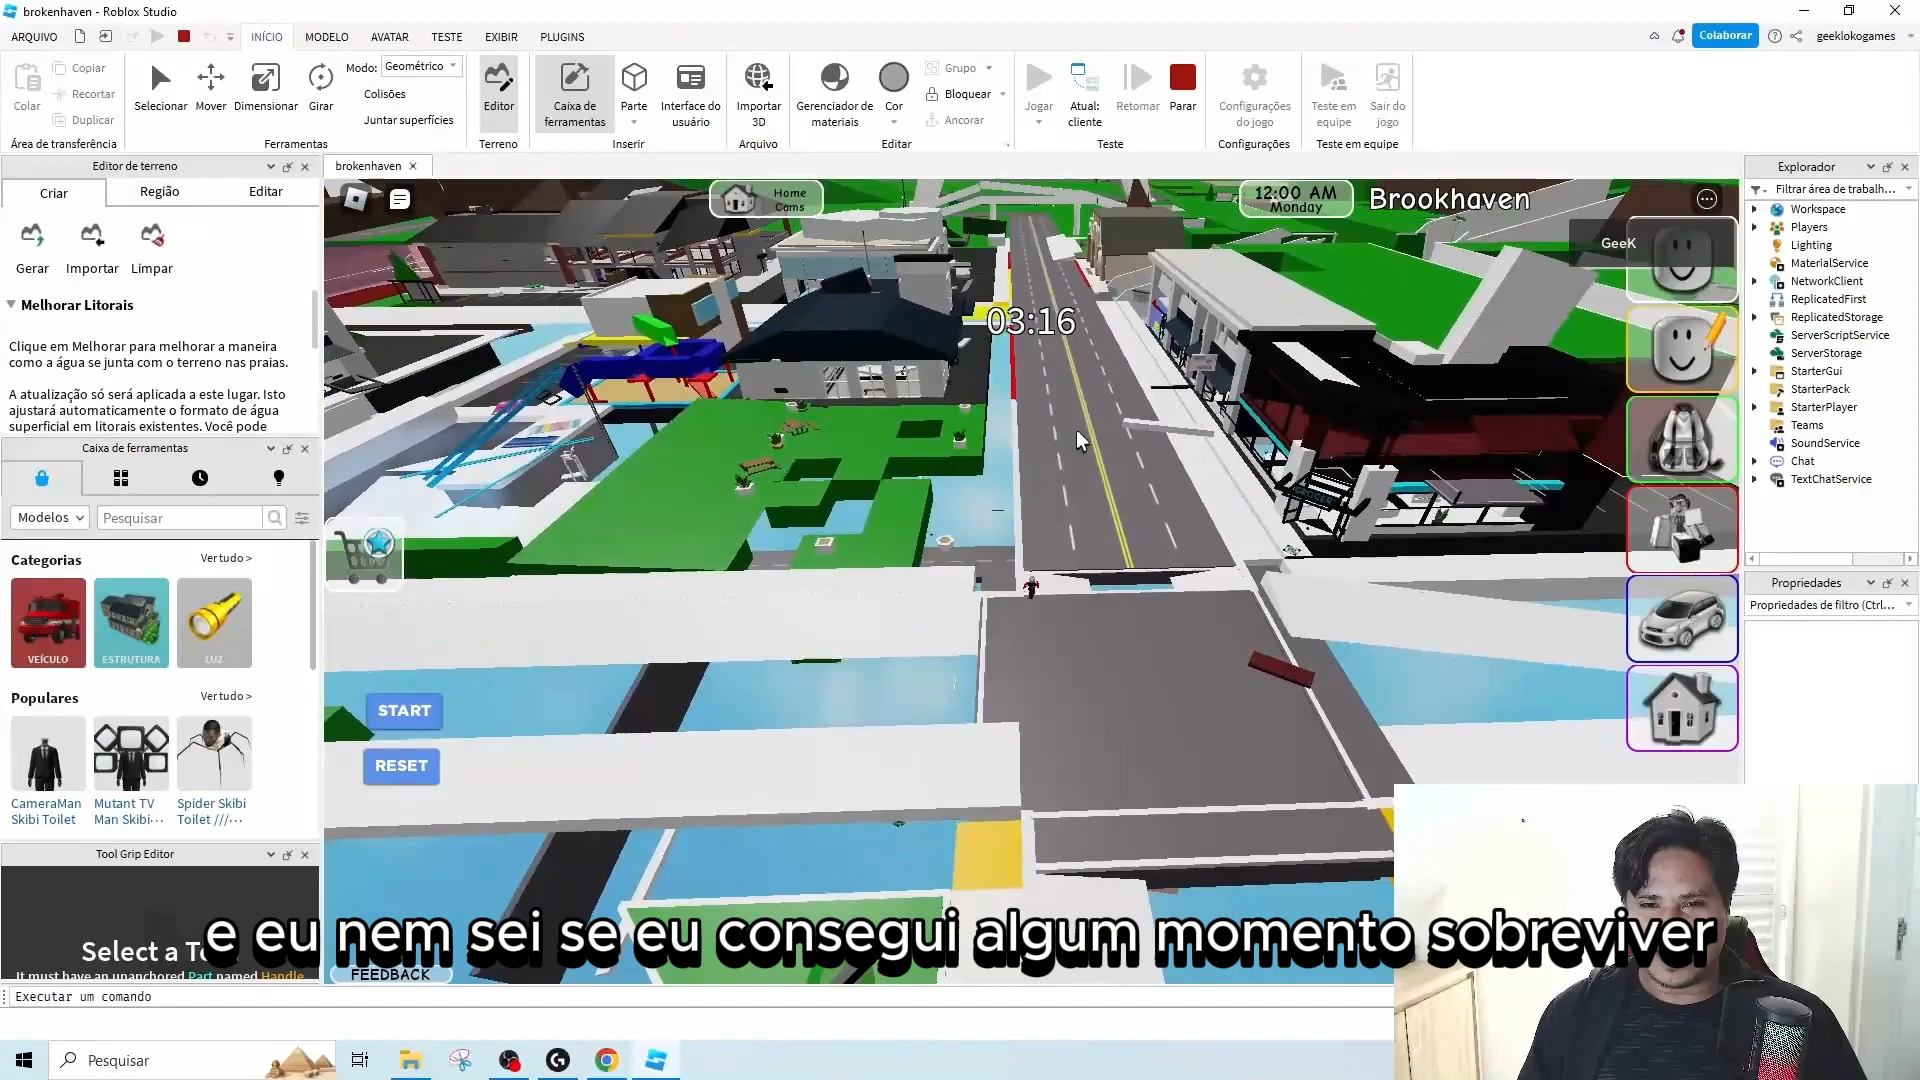 brokenhaven - Roblox Studio
ARQUIVO
INÍCIO
MODELO
AVATAR
TESTE
EXIBIR
PLUGINS
Colaborar
geeklokogames
Colar
Copiar
Recortar
Duplicar
Área de transferência
Selecionar
Mover
Dimensionar
Girar
Modo: Geométrico
Colisões
Juntar superfícies
Ferramentas
Editor
Terreno
Caixa de
ferramentas
Parte
Interface do
usuário
Inserir
Importar
3D
Arquivo
Gerenciador de
materiais
Cor
Grupo
Bloquear
Ancorar
Editar
Jogar
Atual:
cliente
Retomar
Parar
Teste
Configurações
do jogo
Configurações
Teste em
equipe
Sair do
jogo
Teste em equipe
Editor de terreno
Criar
Região
Editar
Gerar
Importar
Limpar
Melhorar Litorais
Clique em Melhorar para melhorar a maneira
como a água se junta com o terreno nas praias.
A atualização só será aplicada a este lugar. Isto
ajustará automaticamente o formato de água
superficial em litorais existentes. Você pode
Caixa de ferramentas
Modelos
Pesquisar
Categorias
Ver tudo >
VEÍCULO
ESTRUTURA
LUZ
Populares
Ver tudo >
CameraMan
Skibi Toilet
Mutant TV
Man Skibi···
Spider Skibi
Toilet ///···
Tool Grip Editor
Select a To
It must have an unanchored Part named Handle
brokenhaven
Home
Cams
12:00 AM
Monday
Brookhaven
GeeK
03:16
START
RESET
FEEDBACK
Explorador
Filtrar área de trabalh...
Workspace
Players
Lighting
MaterialService
NetworkClient
ReplicatedFirst
ReplicatedStorage
ServerScriptService
ServerStorage
StarterGui
StarterPack
StarterPlayer
Teams
SoundService
Chat
TextChatService
Propriedades
Propriedades de filtro (Ctrl...
e eu nem sei se eu consegui algum momento sobreviver
Executar um comando
Pesquisar